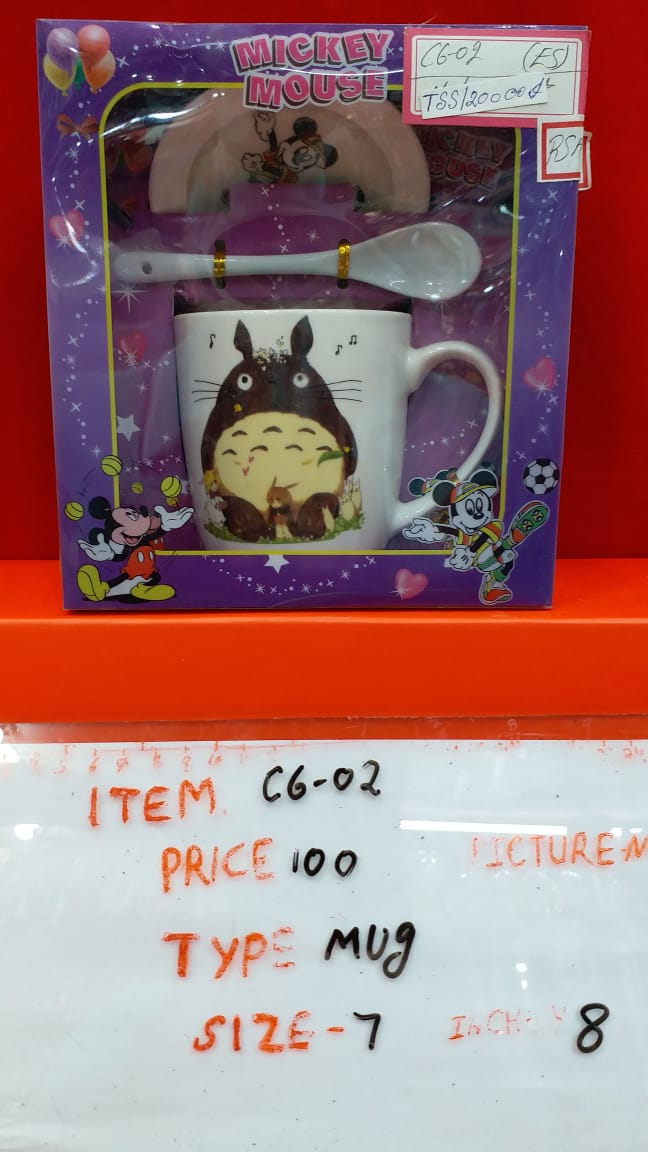 MICKEY
MOUSE
C6-02 (ES)
TSS/20000
RSA
MICKEY
MOUSE
ITEM. C6-02
PRICE 100
PICTURE-N
TYPE MUg
SIZE-7 INCH-X 8